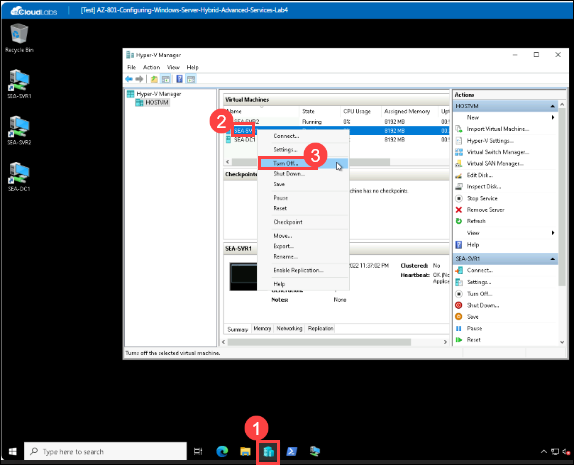 CloudLabs
[Test] AZ-801-Configuring-Windows-Server-Hybrid-Advanced-Services-Lab4
Recycle Bin
SEA-SVR1
SEA-SVR2
SEA-DC1
Hyper-V Manager
File Action View Help
Hyper-V Manager
HOSTVM
Virtual Machines
Name State CPU Usage Assigned Memory
SEA-SVR2 Running 0% 8192 MB
2
SEA-SV 8192 MB
SEA-DC1 8192 MB
Connect...
Settings...
3
Turn Off...
Shut Down...
Save
Pause
Reset
Checkpoint
Move...
Export...
Rename...
Enable Replication...
Help
Checkpoints
machine has no checkpoints
SEA-SVR1
2022 11:37:02 PM Clustered: No
Heartbeat: OK (No
Notes: None
Summary Memory Networking Replication
Actions
HOSTVM
New
Import Virtual Machine...
Hyper-V Settings...
Virtual Switch Manager...
Virtual SAN Manager...
Edit Disk...
Inspect Disk...
Stop Service
Remove Server
Refresh
View
Help
SEA-SVR1
Connect...
Settings...
Turn Off...
Shut Down...
Save
Pause
Reset
Turns off the selected virtual machine.
1
Type here to search